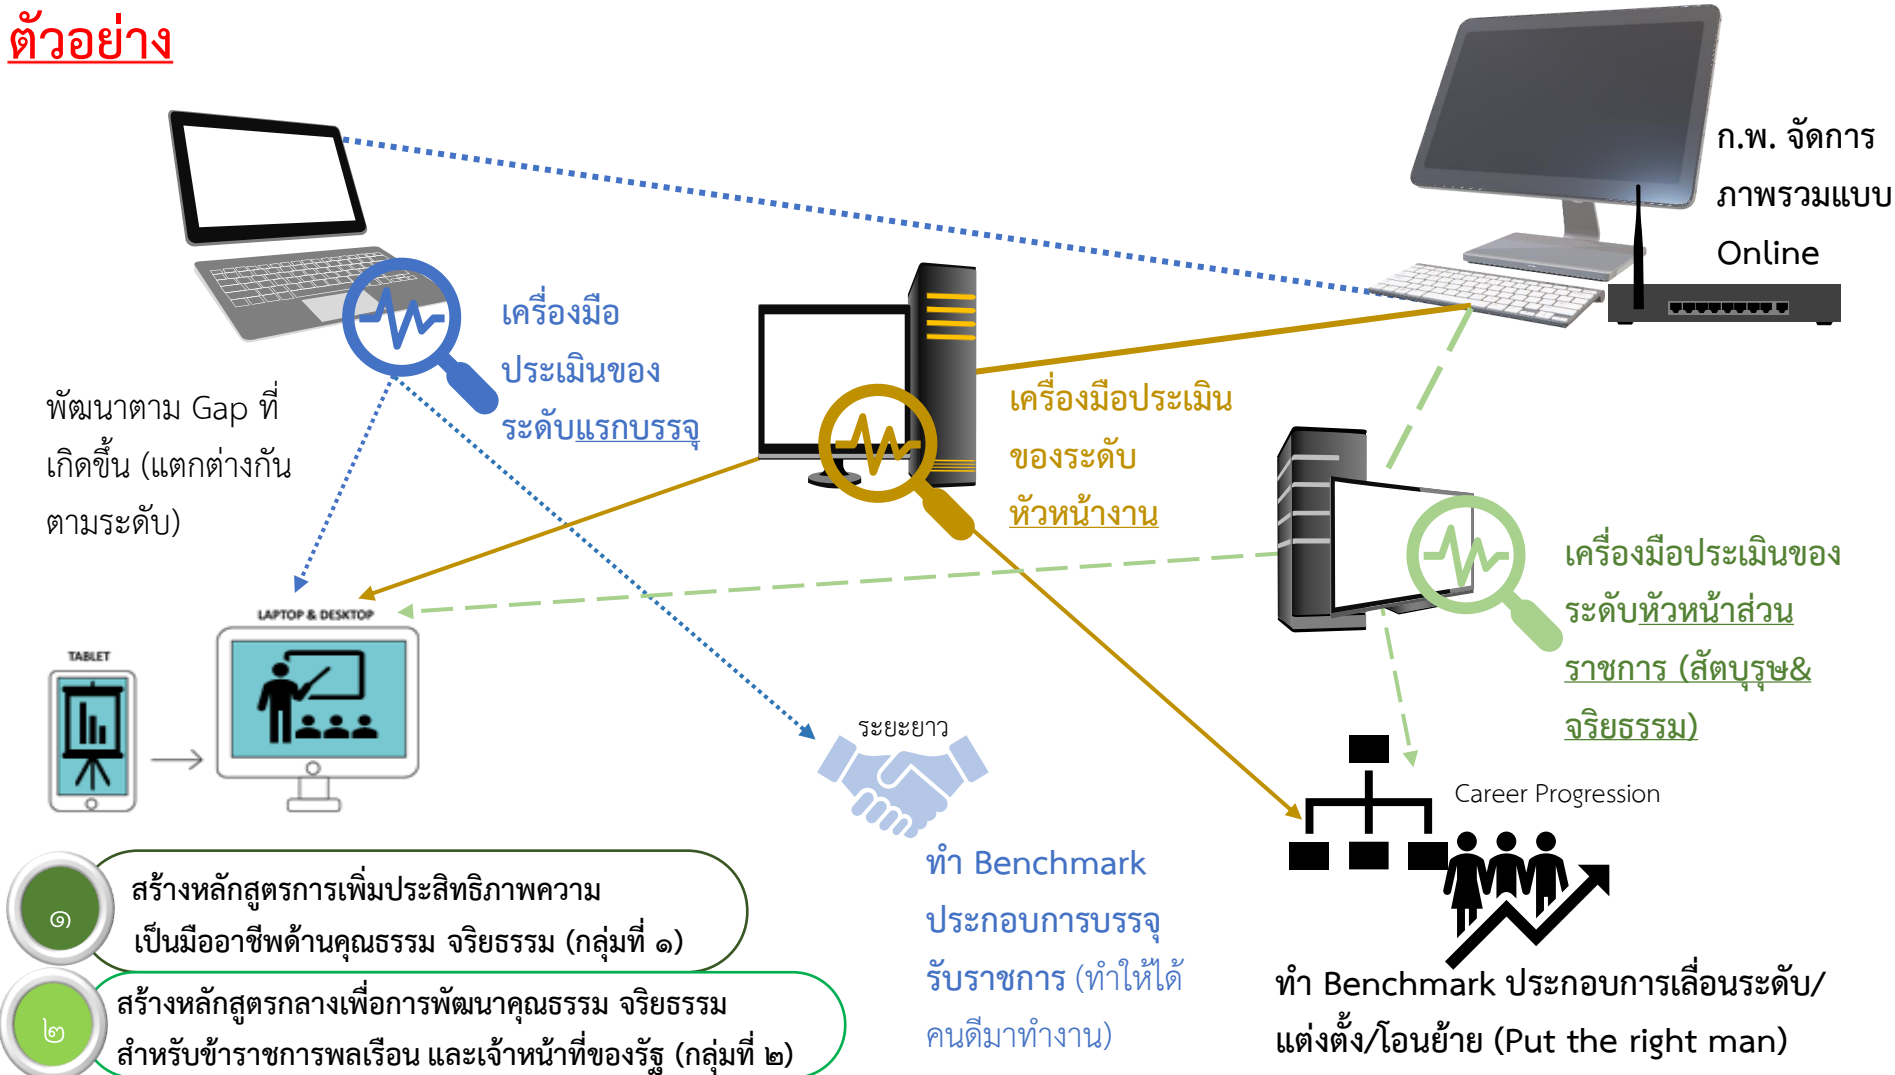 ตัวอย่าง
ก.พ. จัดการ
ภาพรวมแบบ
Online
เครื่องมือ
ประเมินของ
ระดับแรกบรรจุ
เครื่องมือประเมิน
ของระดับ
หัวหน้างาน
พัฒนาตาม Gap ที่
เกิดขึ้น (แตกต่างกัน
ตามระดับ)
เครื่องมือประเมินของ
ระดับหัวหน้าส่วน
ราชการ (สัตบุรุษ&
จริยธรรม)
LAPTOP & DESKTOP
TABLET
ระยะยาว
Career Progression
ทำ Benchmark
ประกอบการบรรจุ
รับราชการ (ทำให้ได้
คนดีมาทำงาน)
ทำ Benchmark ประกอบการเลื่อนระดับ/
แต่งตั้ง/โอนย้าย (Put the right man)
๑
สร้างหลักสูตรการเพิ่มประสิทธิภาพความ
เป็นมืออาชีพด้านคุณธรรม จริยธรรม (กลุ่มที่ ๑)
๒
สร้างหลักสูตรกลางเพื่อการพัฒนาคุณธรรม จริยธรรม
สำหรับข้าราชการพลเรือน และเจ้าหน้าที่ของรัฐ (กลุ่มที่ ๒)